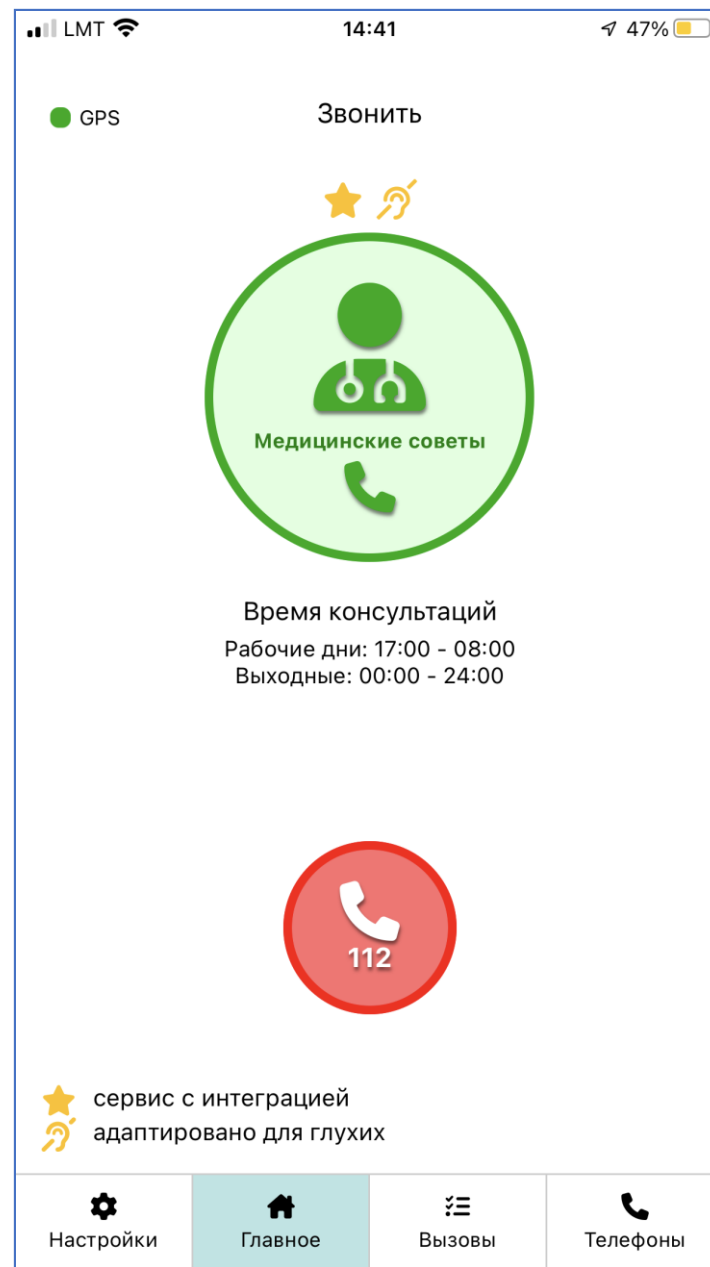 LMT 14:41 47%
GPS Звонить
Медицинские советы
Время консультаций
Рабочие дни: 17:00 - 08:00
Выходные: 00:00 - 24:00
112
сервис с интеграцией
адаптировано для глухих
Настройки Главное Вызовы Телефоны